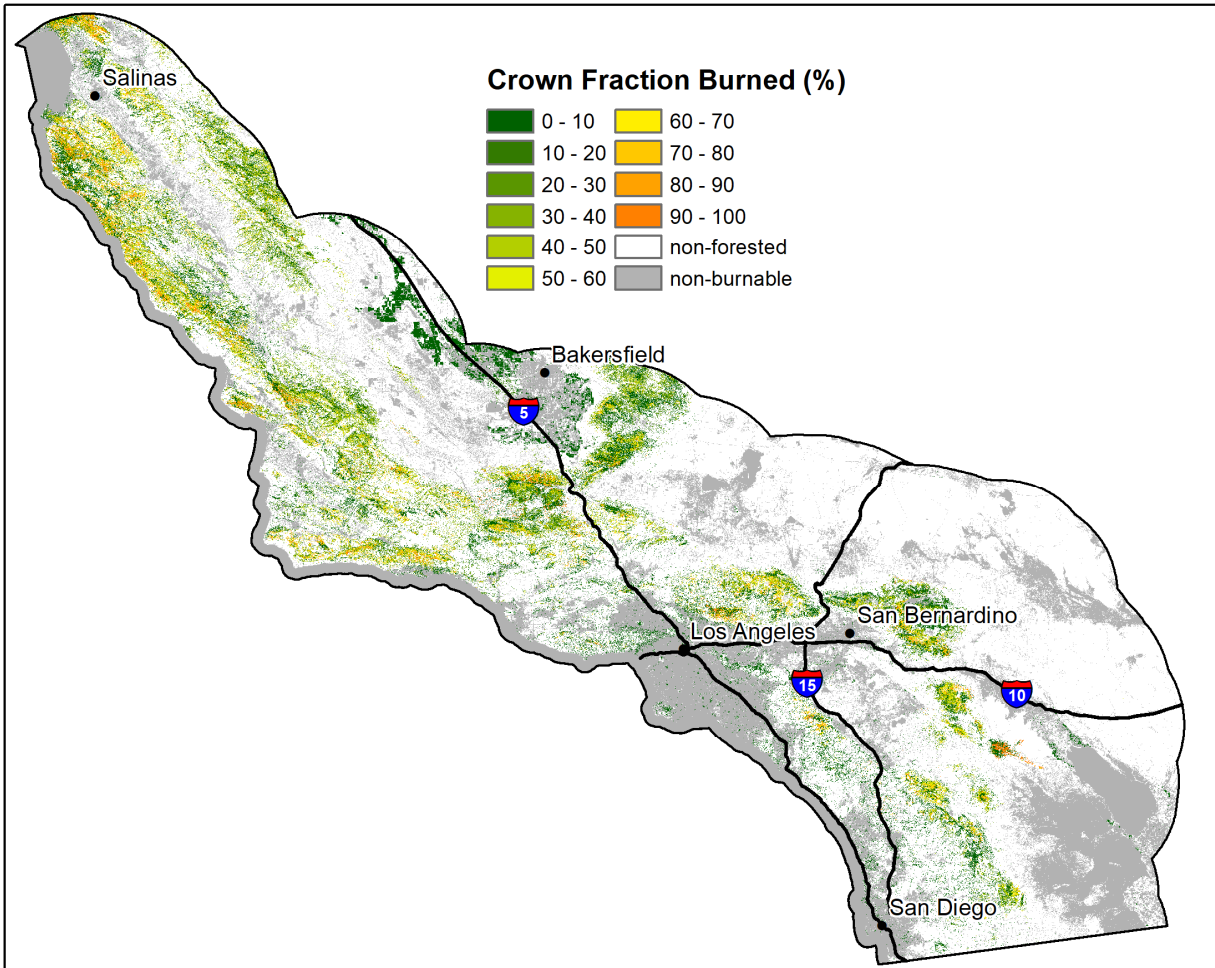 Salinas
Crown Fraction Burned (%)
0 - 10
60 - 70
10 - 20
70 - 80
20 - 30
80 - 90
30 - 40
90 - 100
40 - 50
non-forested
50 - 60
non-burnable
Bakersfield
5
San Bernardino
Los Angeles
15
10
San Diego